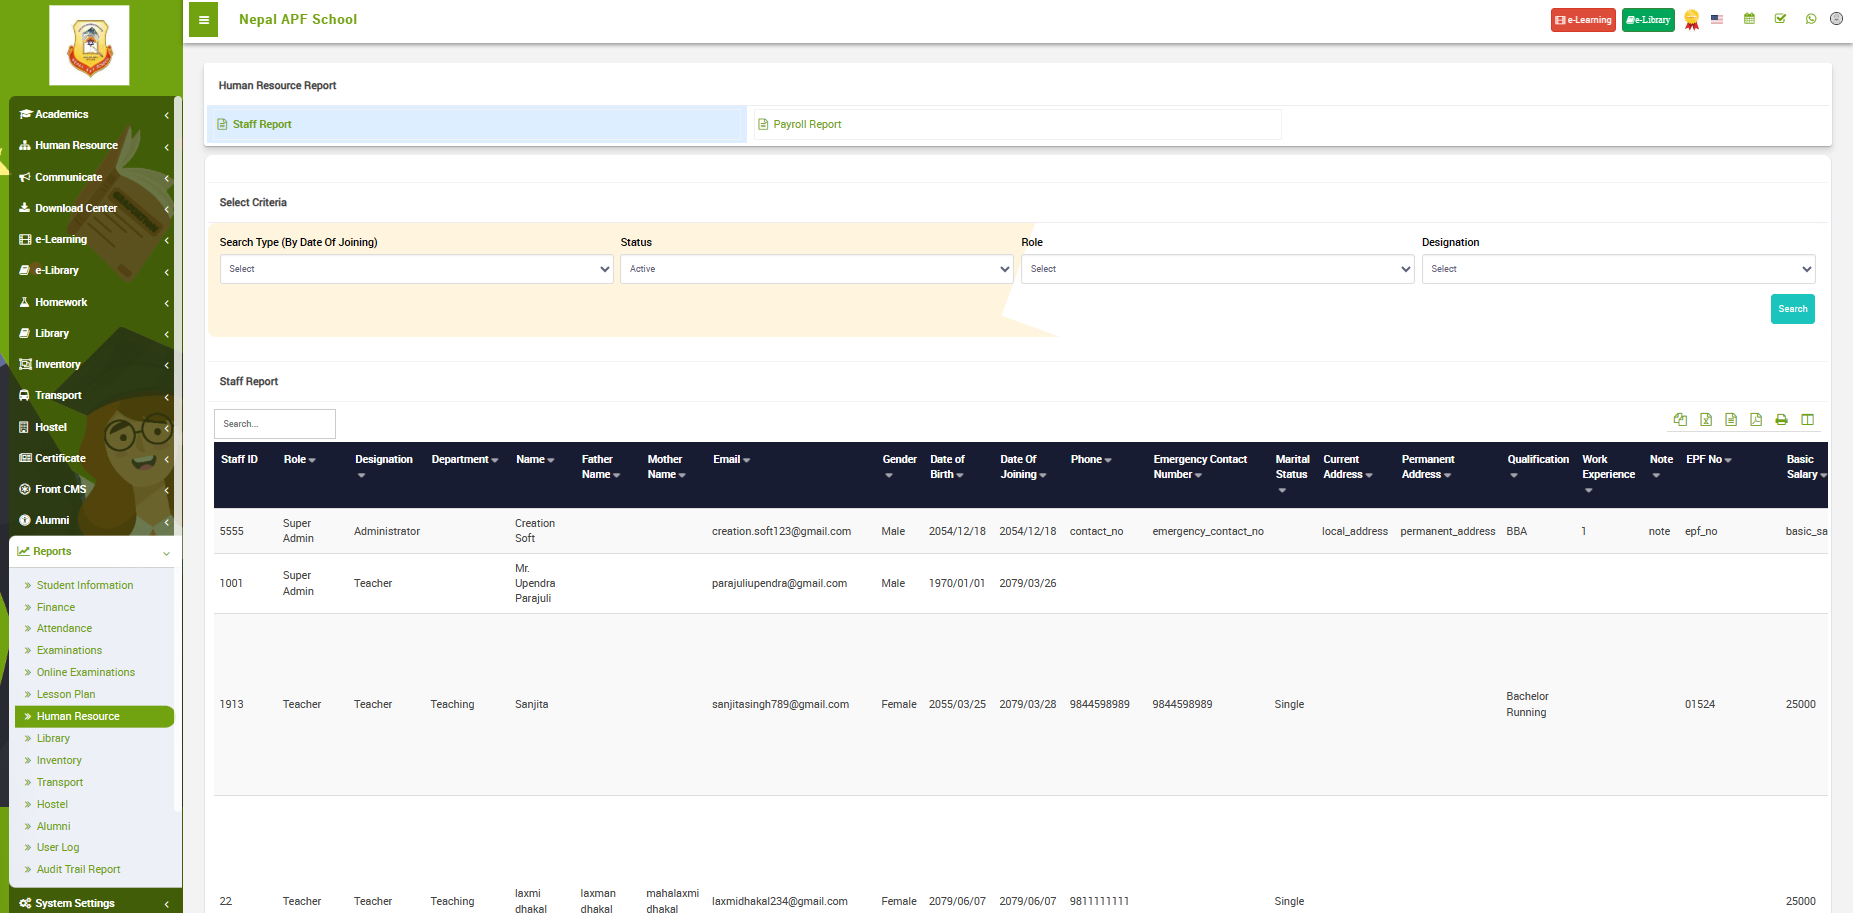 Nepal APF School
e-Learning
e-Library
Academics
Human Resource
Communicate
Download Center
e-Learning
e-Library
Homework
Library
Inventory
Transport
Hostel
Certificate
Front CMS
Alumni
Reports
Student Information
Finance
Attendance
Examinations
Online Examinations
Lesson Plan
Human Resource
Library
Inventory
Transport
Hostel
Alumni
User Log
Audit Trail Report
System Settings
Human Resource Report
Staff Report
Payroll Report
Select Criteria
Search Type (By Date Of Joining) Status Role Designation
Select Active Select Select
Search
Staff Report
Search...
Staff ID Role Designation Department Name Father Name Mother Name Email Gender Date of Birth Date Of Joining Phone Emergency Contact Number Marital Status Current Address Permanent Address Qualification Work Experience Note EPF No Basic Salary
5555 Super Admin Administrator Creation Soft creation.soft123@gmail.com Male 2054/12/18 2054/12/18 contact_no emergency_contact_no local_address permanent_address BBA 1 note epf_no basic_sa
1001 Super Admin Teacher Mr. Upendra Parajuli parajuliupendra@gmail.com Male 1970/01/01 2079/03/26
1913 Teacher Teacher Teaching Sanjita sanjitasingh789@gmail.com Female 2055/03/25 2079/03/28 9844598989 9844598989 Single Bachelor Running 01524 25000
22 Teacher Teacher Teaching laxmi dhakal laxman dhakal mahalaxmi dhakal laxmidhakal234@gmail.com Female 2079/06/07 2079/06/07 9811111111 Single 25000